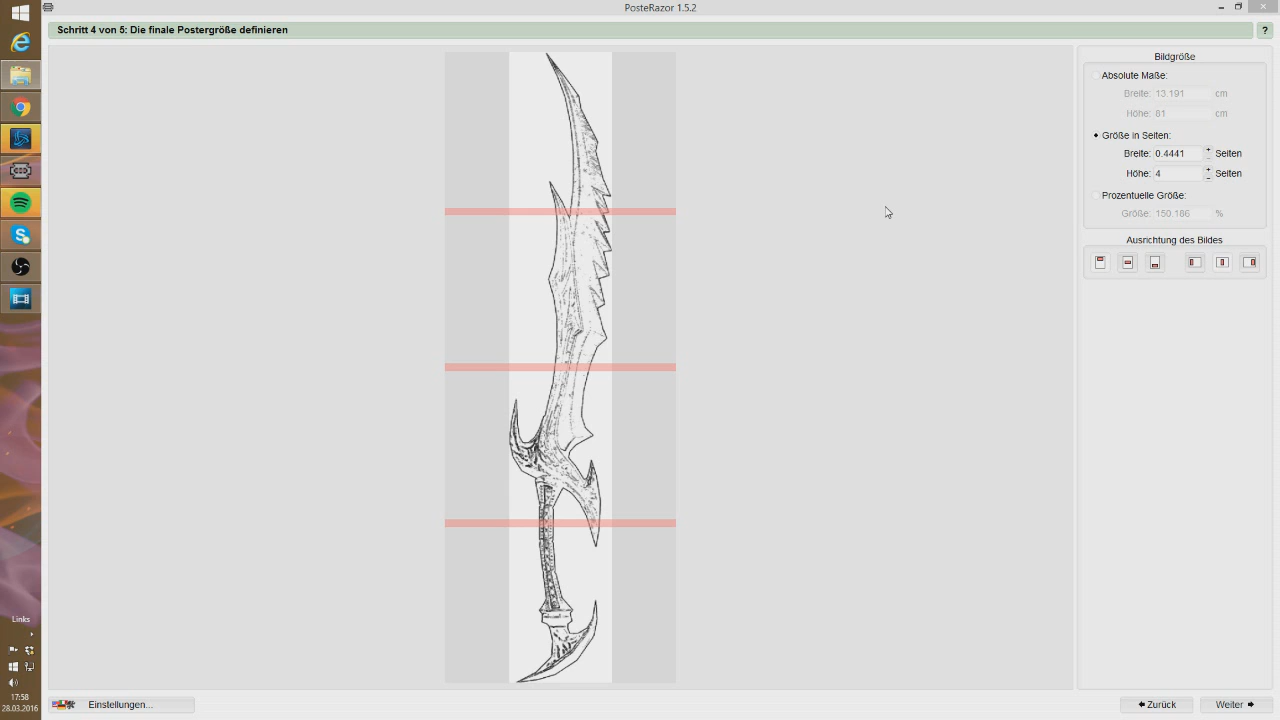 PosteRazor 1.5.2
Schritt 4 von 5: Die finale Postergröße definieren
?
Bildgröße
Absolute Maße:
Breite: 13.191 cm
Höhe: 81 cm
Größe in Seiten:
Breite: 0.4441 Seiten
Höhe: 4 Seiten
Prozentuelle Größe:
Größe: 150.186 %
Ausrichtung des Bildes
Links
17:58
28.03.2016
Einstellungen...
Zurück
Weiter